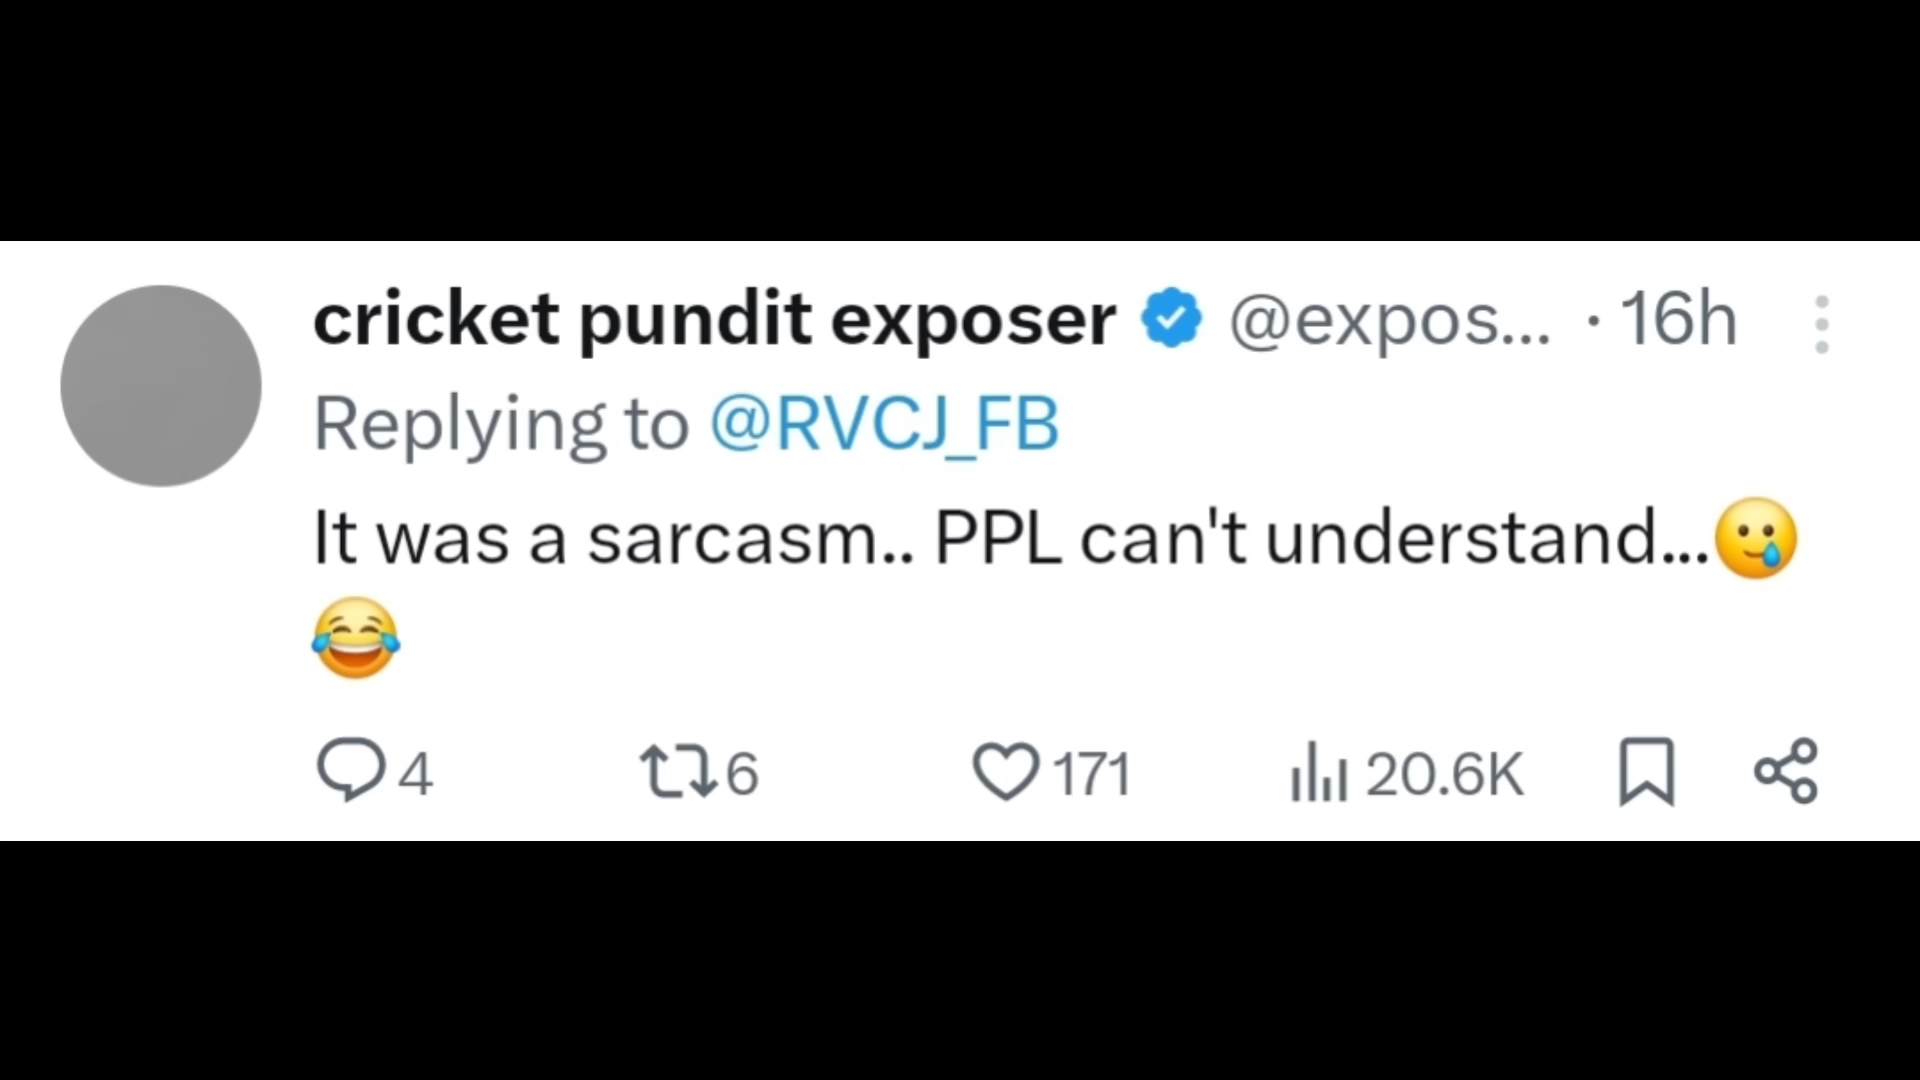 cricket pundit exposer @expos... · 16h
Replying to @RVCJ_FB
It was a sarcasm.. PPL can't understand...🥲
😂
4 6 171 20.6K